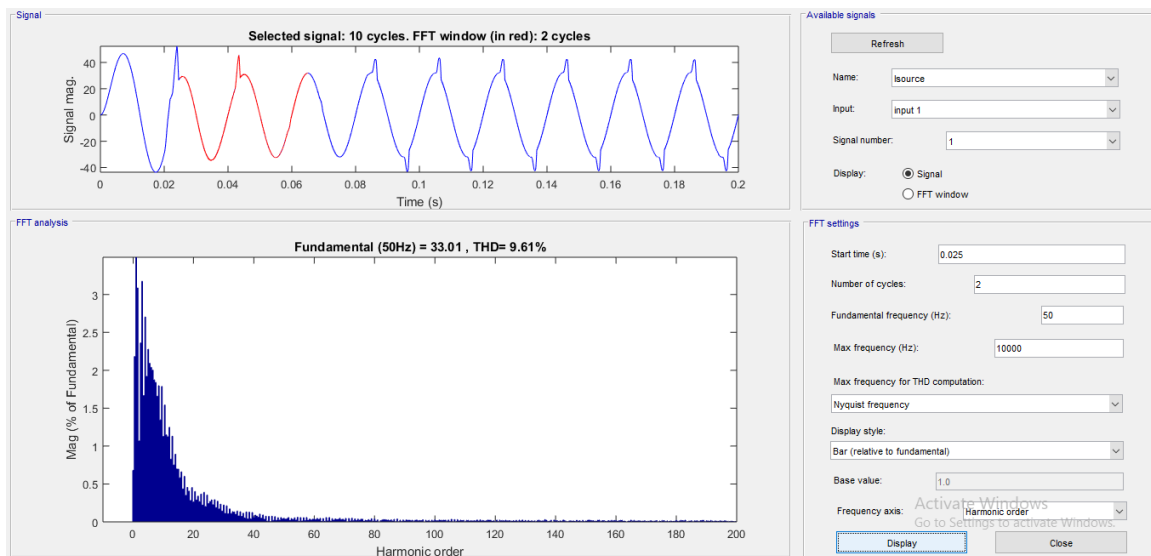 Signal
Selected signal: 10 cycles. FFT window (in red): 2 cycles
Signal mag.
40
20
0
-20
-40
0 0.02 0.04 0.06 0.08 0.1 0.12 0.14 0.16 0.18 0.2
Time (s)
FFT analysis
Fundamental (50Hz) = 33.01 , THD= 9.61%
Mag (% of Fundamental)
3
2.5
2
1.5
1
0.5
0
0 20 40 60 80 100 120 140 160 180 200
Harmonic order
Available signals
Refresh
Name: Isource
Input: input 1
Signal number: 1
Display: Signal
FFT window
FFT settings
Start time (s): 0.025
Number of cycles: 2
Fundamental frequency (Hz): 50
Max frequency (Hz): 10000
Max frequency for THD computation:
Nyquist frequency
Display style:
Bar (relative to fundamental)
Base value: 1.0
Activate Windows
Frequency axis: Harmonic order
Go to Settings to activate Windows.
Display Close